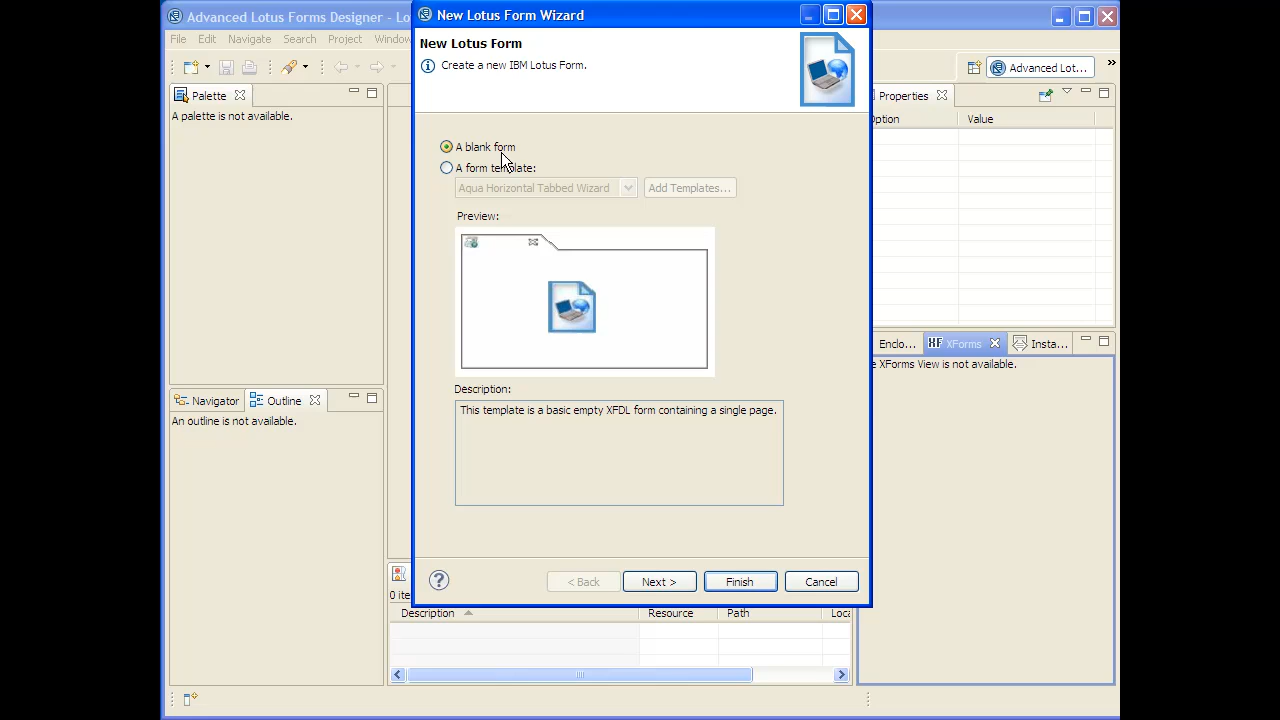 Advanced Lotus Forms Designer - Lo
New Lotus Form Wizard
File Edit Navigate Search Project Window
New Lotus Form
Create a new IBM Lotus Form.
Advanced Lot...
Palette
Properties
A palette is not available.
Option Value
A blank form
A form template:
Aqua Horizontal Tabbed Wizard
Add Templates...
Preview:
Enclo... XForms Insta...
XForms View is not available.
Description:
This template is a basic empty XFDL form containing a single page.
Navigator Outline
An outline is not available.
< Back Next > Finish Cancel
0 ite
Description Resource Path Loca